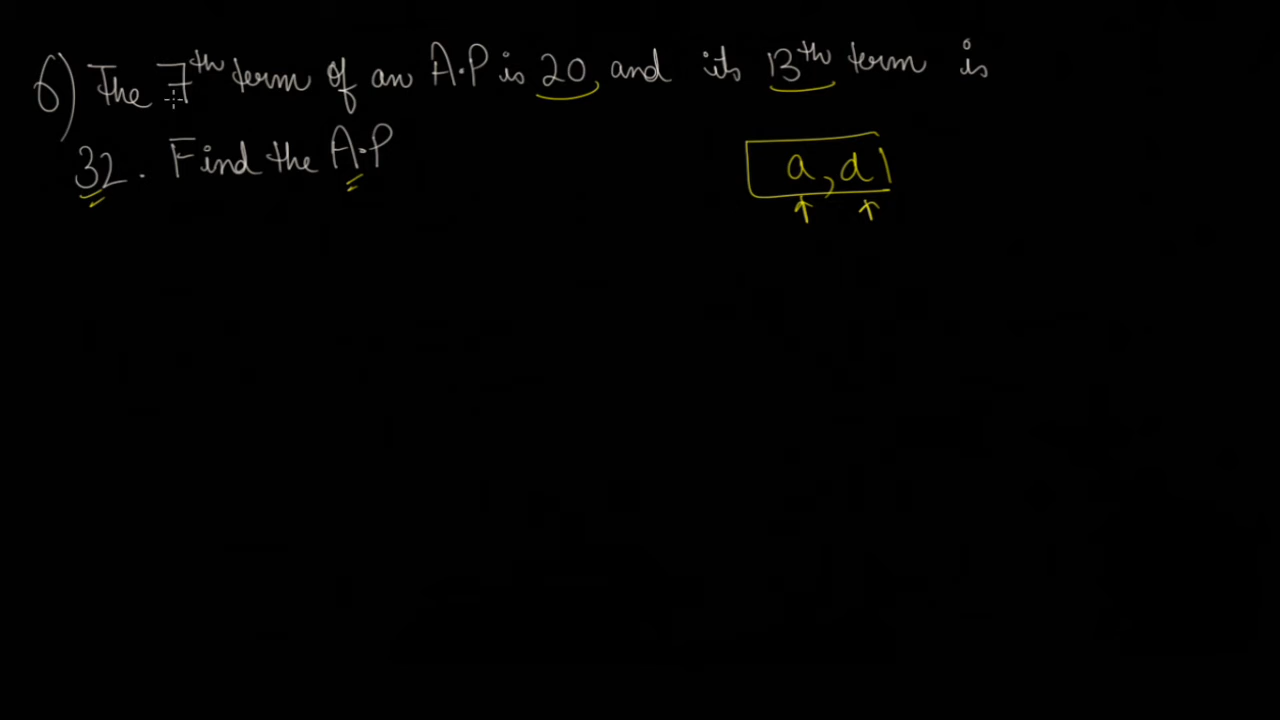 6) The 7th term of an A.P is 20, and its 13th term is
32. Find the A.P
a, d